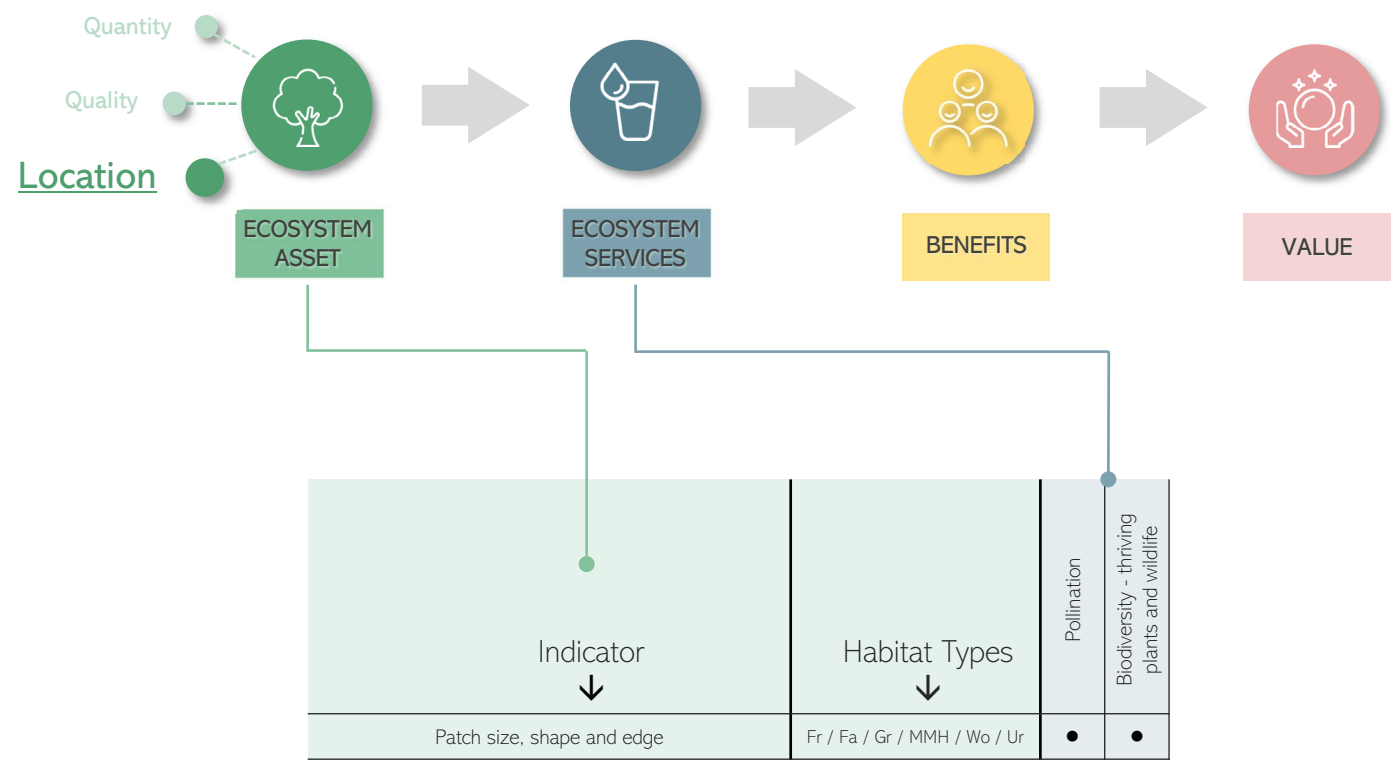 Quantity
Quality
Location
ECOSYSTEM
ASSET
ECOSYSTEM
SERVICES
BENEFITS
VALUE
Indicator
Habitat Types
Pollination
Biodiversity - thriving
plants and wildlife
Patch size, shape and edge
Fr / Fa / Gr / MMH / Wo / Ur